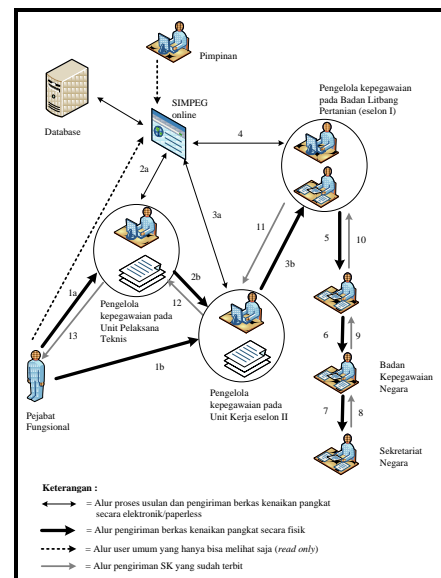 Pimpinan
SIMPEG
online
Database
Pengelola kepegawaian
pada Badan Litbang
Pertanian (eselon I)
4
2a
3a
11
3b
5
10
1a
13
2b
12
Pengelola
kepegawaian pada
Unit Pelaksana
Teknis
6
9
1b
Pejabat
Fungsional
Pengelola
kepegawaian pada
Unit Kerja eselon II
Badan
Kepegawaian
Negara
7
8
Sekretariat
Negara
Keterangan :
= Alur proses usulan dan pengiriman berkas kenaikan pangkat
secara elektronik/paperless
= Alur pengiriman berkas kenaikan pangkat secara fisik
= Alur user umum yang hanya bisa melihat saja (read only)
= Alur pengiriman SK yang sudah terbit